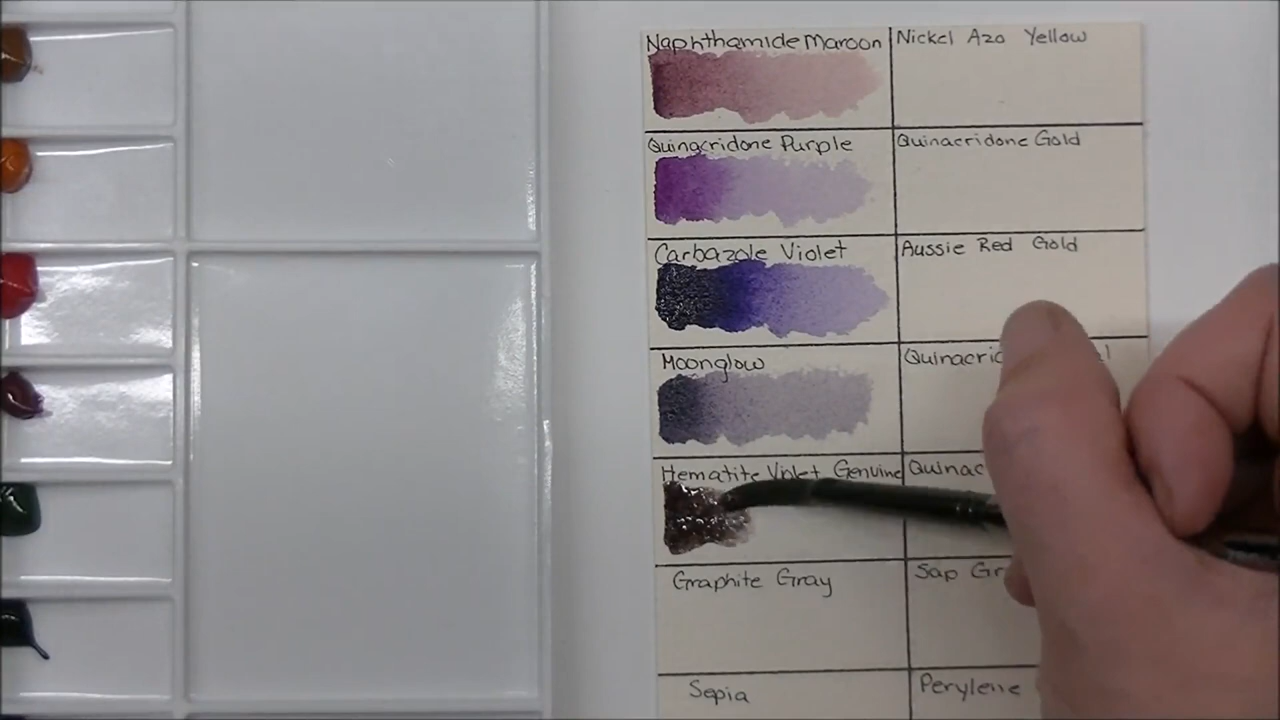 Naphthamide Maroon
Nickel Azo Yellow
Quinacridone Purple
Quinacridone Gold
Carbazole Violet
Aussie Red Gold
Moonglow
Hematite Violet Genuine
Graphite Gray
Sap
Sepia
Perylene